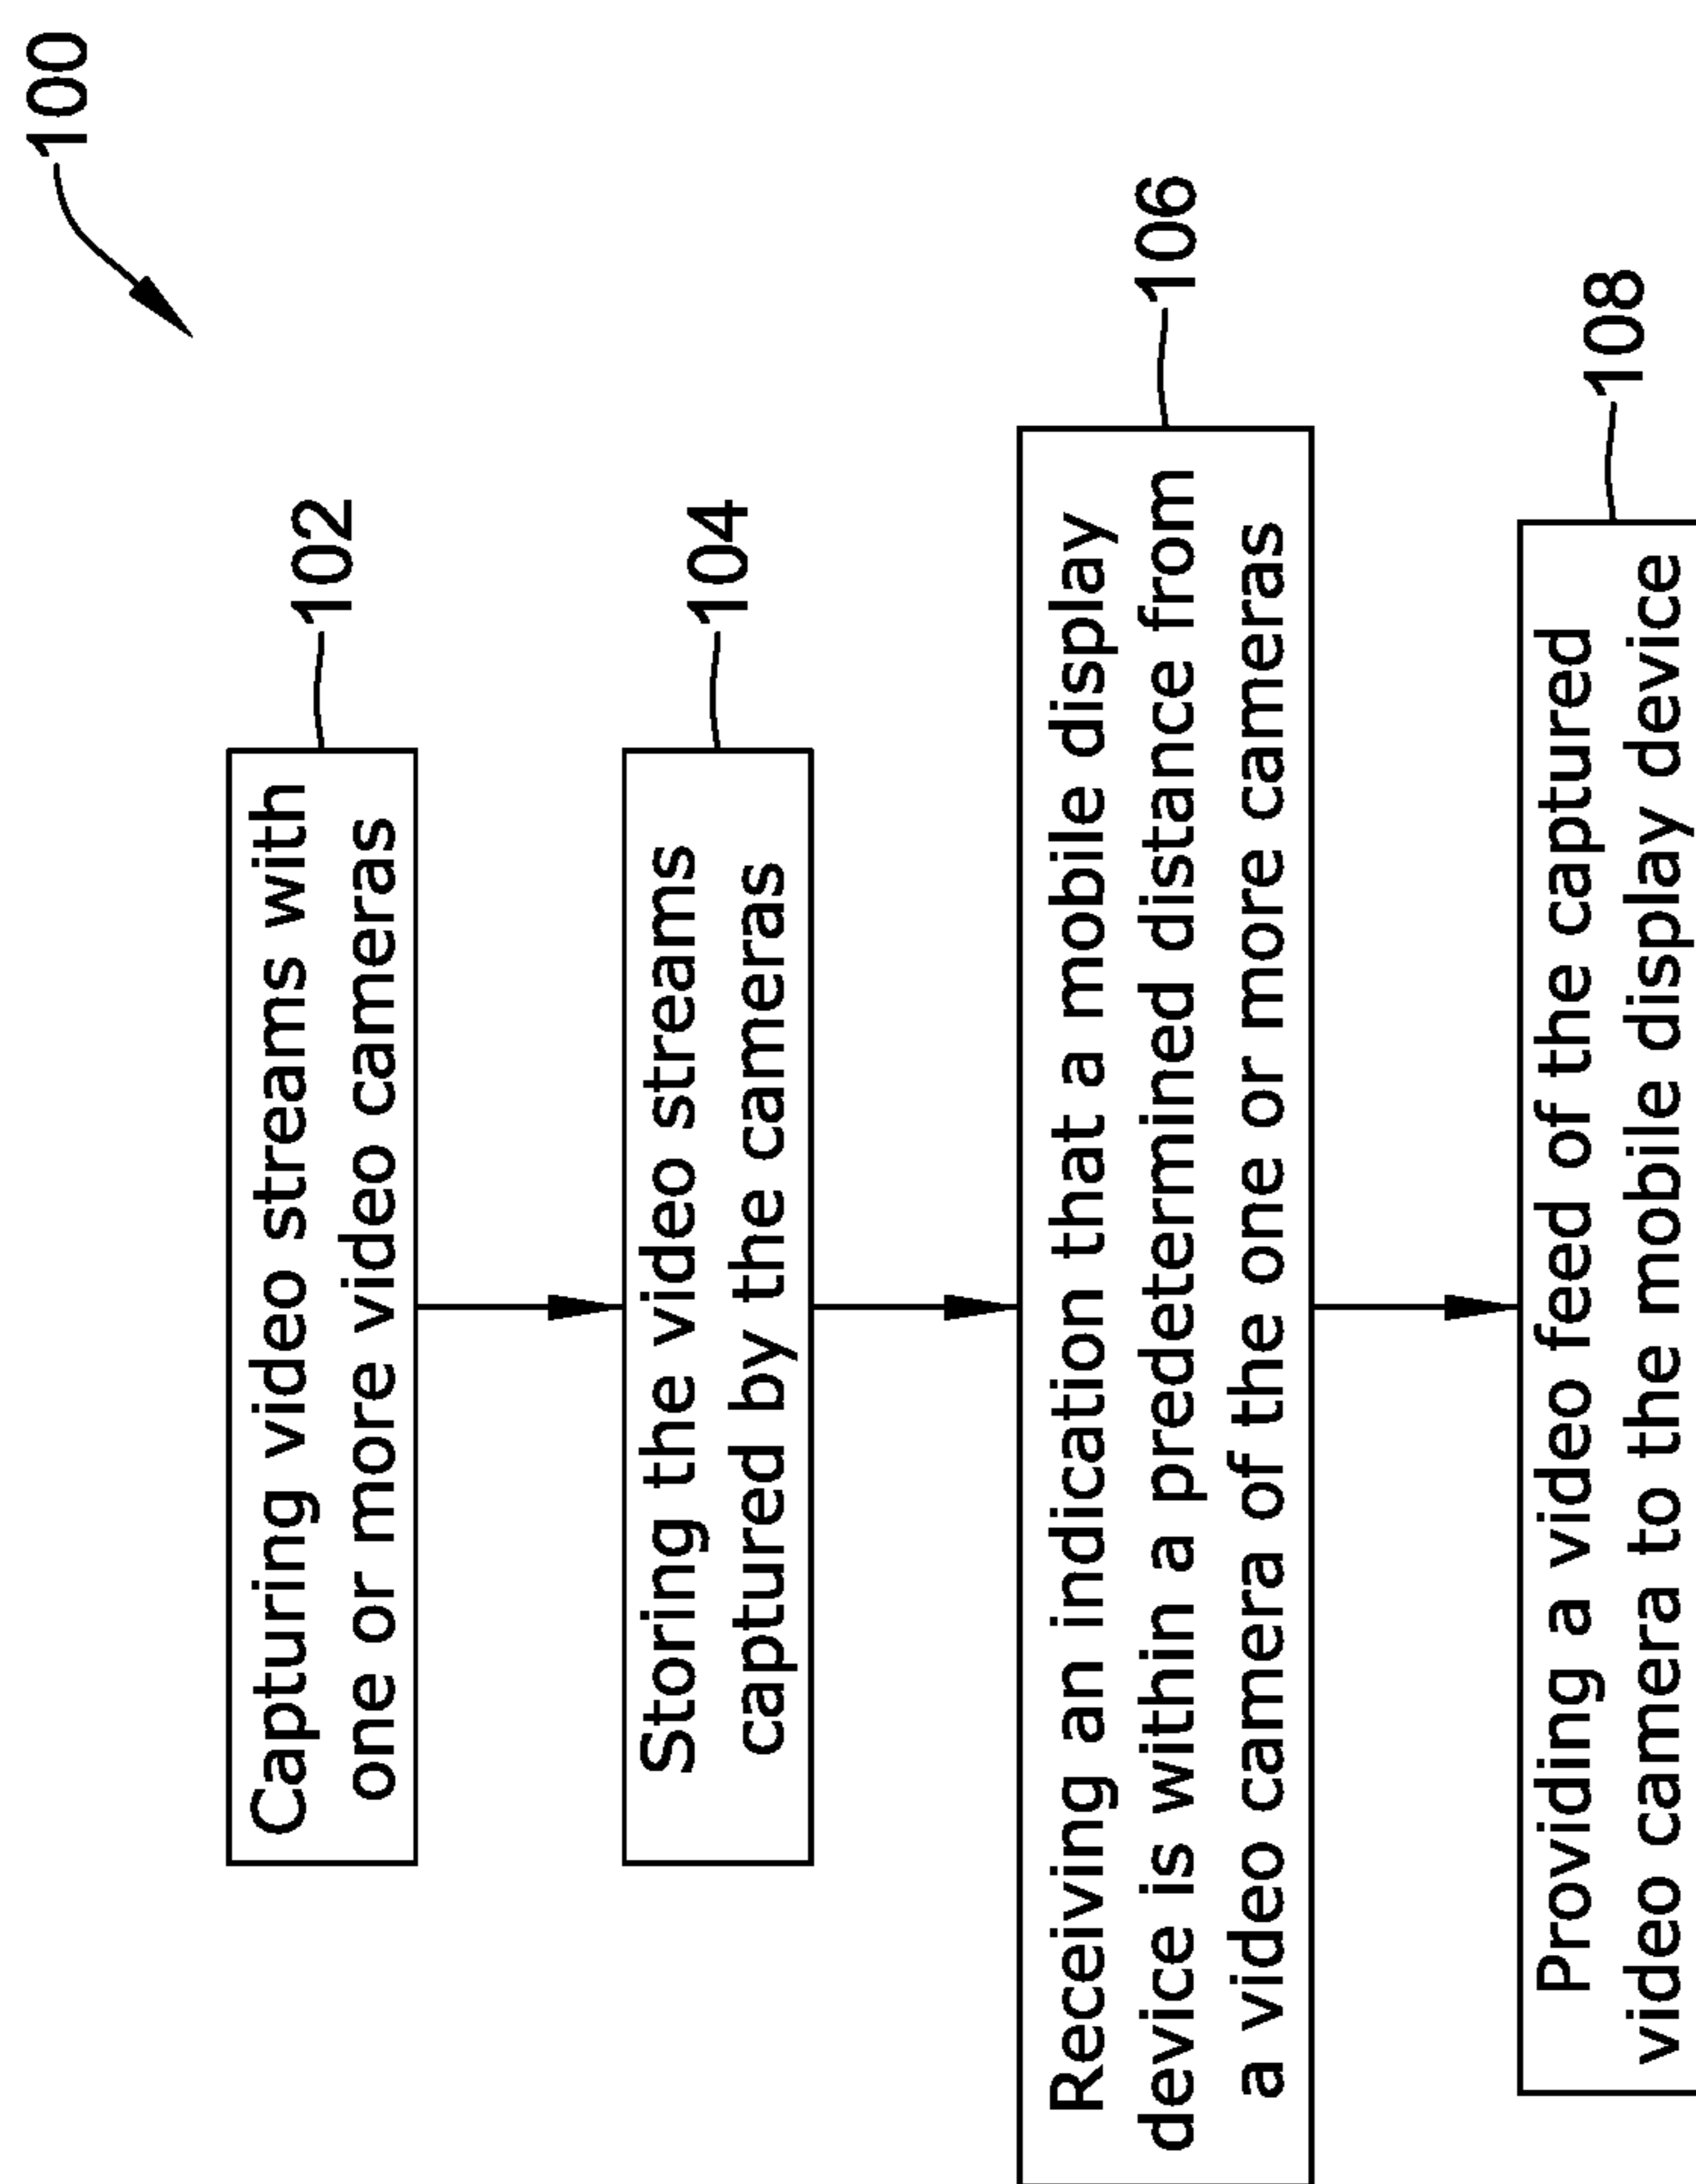 100
102
Capturing video streams with
one or more video cameras
104
Storing the video streams
captured by the cameras
106
Receiving an indication that a mobile display
device is within a predetermined distance from
a video camera of the one or more cameras
108
Providing a video feed of the captured
video camera to the mobile display device